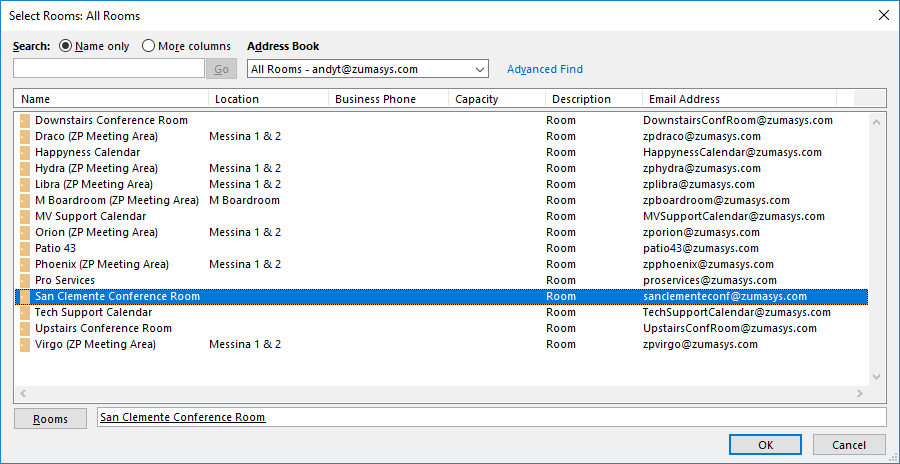 Select Rooms: All Rooms
Search: Name only More columns Address Book
Go All Rooms - andyt@zumasys.com Advanced Find
Name Location Business Phone Capacity Description Email Address
Downstairs Conference Room Room DownstairsConfRoom@zumasys.com
Draco (ZP Meeting Area) Messina 1 & 2 Room zpdraco@zumasys.com
Happyness Calendar Room HappynessCalendar@zumasys.com
Hydra (ZP Meeting Area) Messina 1 & 2 Room zphydra@zumasys.com
Libra (ZP Meeting Area) Messina 1 & 2 Room zplibra@zumasys.com
M Boardroom (ZP Meeting Area) M Boardroom Room zpboardroom@zumasys.com
MV Support Calendar Room MVSupportCalendar@zumasys.com
Orion (ZP Meeting Area) Messina 1 & 2 Room zporion@zumasys.com
Patio 43 Room patio43@zumasys.com
Phoenix (ZP Meeting Area) Messina 1 & 2 Room zpphoenix@zumasys.com
Pro Services Room proservices@zumasys.com
San Clemente Conference Room Room sanclementeconf@zumasys.com
Tech Support Calendar Room TechSupportCalendar@zumasys.com
Upstairs Conference Room Room UpstairsConfRoom@zumasys.com
Virgo (ZP Meeting Area) Messina 1 & 2 Room zpvirgo@zumasys.com
Rooms San Clemente Conference Room
OK Cancel